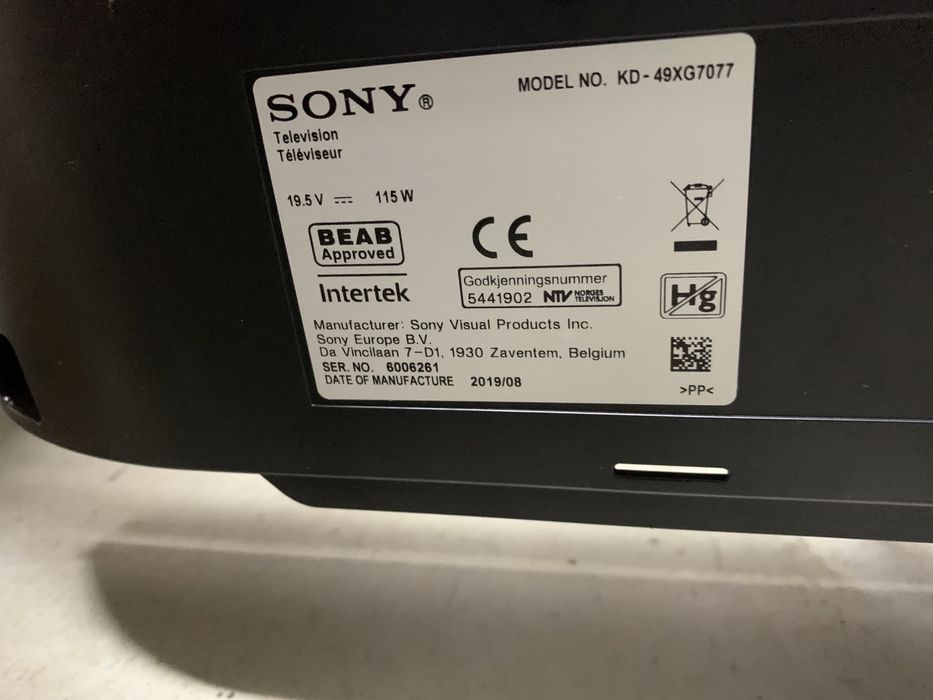 SONY®
MODEL NO. KD-49XG7077
Television
Téléviseur
19.5 V ⎓ 115 W
BEAB
Approved
CE
Intertek
Godkjenningsnummer
5441902 NTV NORGES TELEVISION
Hg
Manufacturer: Sony Visual Products Inc.
Sony Europe B.V.
Da Vincilaan 7-D1, 1930 Zaventem, Belgium
SER. NO. 6006261
DATE OF MANUFACTURE 2019/08
>PP<